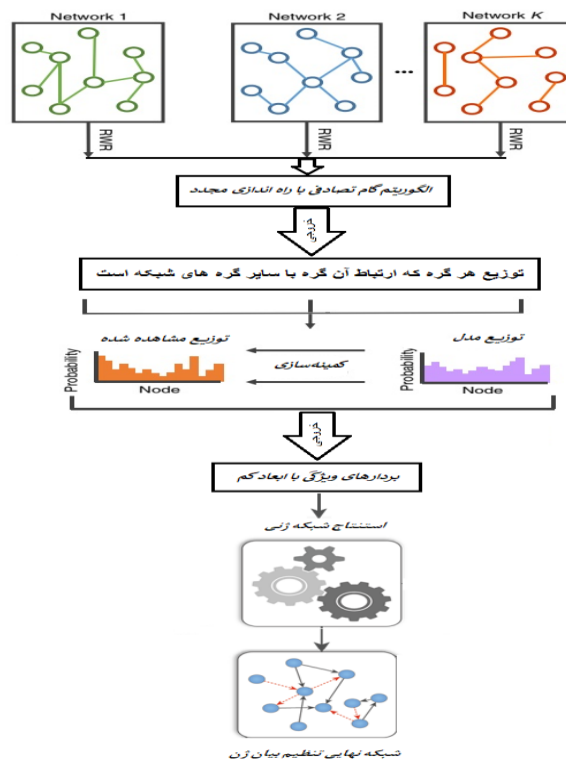 Network 1
Network 2
Network K
...
RWR
RWR
RWR
الگوریتم گام تصادفی با راه اندازی مجدد
خروجی
توزیع هر گره که ارتباط آن گره با سایر گره های شبکه است
توزیع مشاهده شده
توزیع مدل
Probability
Node
کمینه‌سازی
Probability
Node
خروجی
بردارهای ویژگی با ابعاد کم
استنتاج شبکه ژنی
شبکه نهایی تنظیم بیان ژن